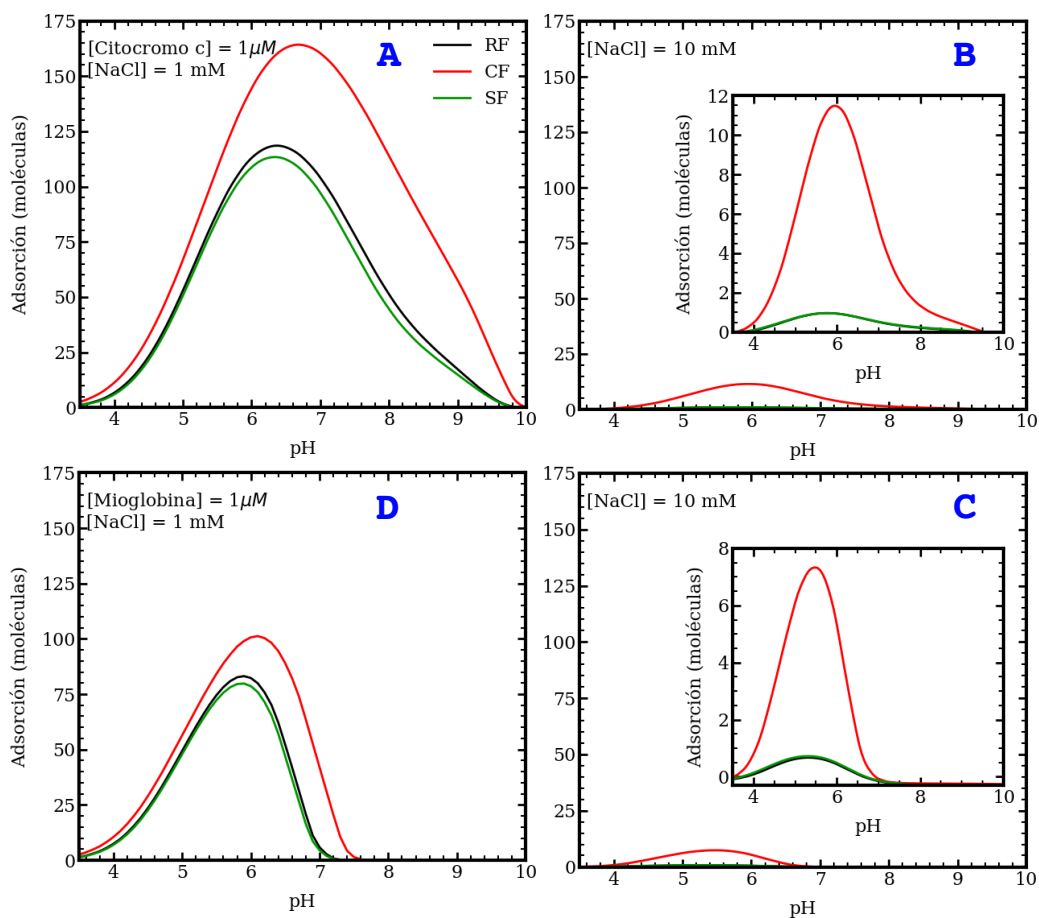 [Citocromo c] = 1μM
[NaCl] = 1 mM
A
RF
CF
SF
Adsorción (moléculas)
175
150
125
100
75
50
25
0
4 5 6 7 8 9 10
pH
[NaCl] = 10 mM
B
175
150
125
100
75
50
25
0
4 5 6 7 8 9 10
pH
Adsorción (moléculas)
12
10
8
6
4
2
0
4 6 8 10
pH
[Mioglobina] = 1μM
[NaCl] = 1 mM
D
Adsorción (moléculas)
175
150
125
100
75
50
25
0
4 5 6 7 8 9 10
pH
[NaCl] = 10 mM
C
175
150
125
100
75
50
25
0
4 5 6 7 8 9 10
pH
Adsorción (moléculas)
8
6
4
2
0
4 6 8 10
pH